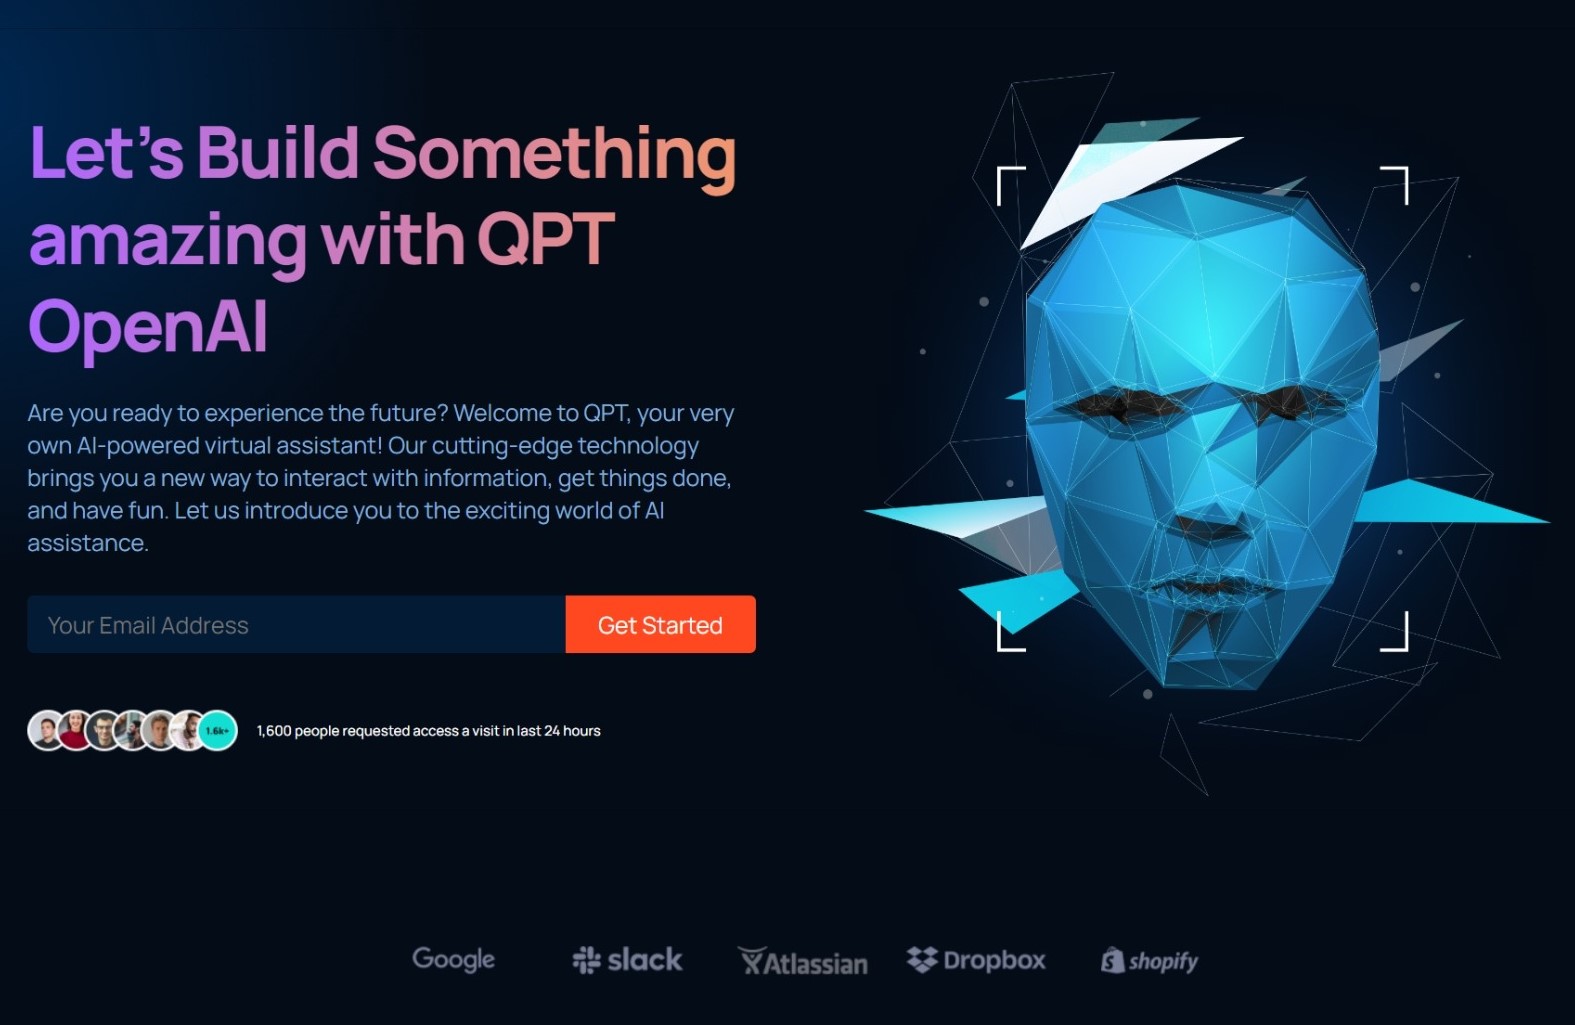 Let’s Build Something
amazing with QPT
OpenAI
Are you ready to experience the future? Welcome to QPT, your very
own AI-powered virtual assistant! Our cutting-edge technology
brings you a new way to interact with information, get things done,
and have fun. Let us introduce you to the exciting world of AI
assistance.
Your Email Address
Get Started
1.6k+
1,600 people requested access a visit in last 24 hours
Google
slack
Atlassian
Dropbox
shopify